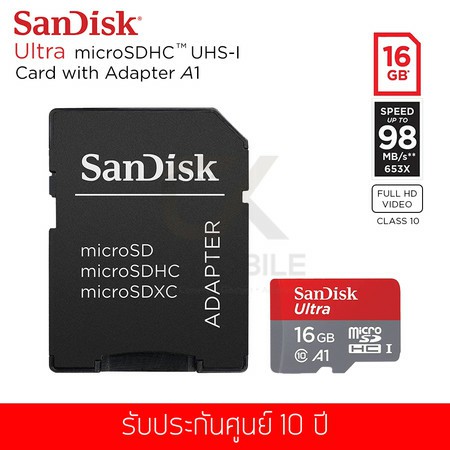 SanDisk
Ultra microSDHC™ UHS-I
Card with Adapter A1
16
GB*
SPEED
UP TO
98
MB/s**
653X
FULL HD
VIDEO
CLASS 10
SanDisk
microSD
microSDHC
microSDXC
ADAPTER
SanDisk
Ultra
16GB
micro
SD
HC I
10 A1
รับประกันศูนย์ 10 ปี